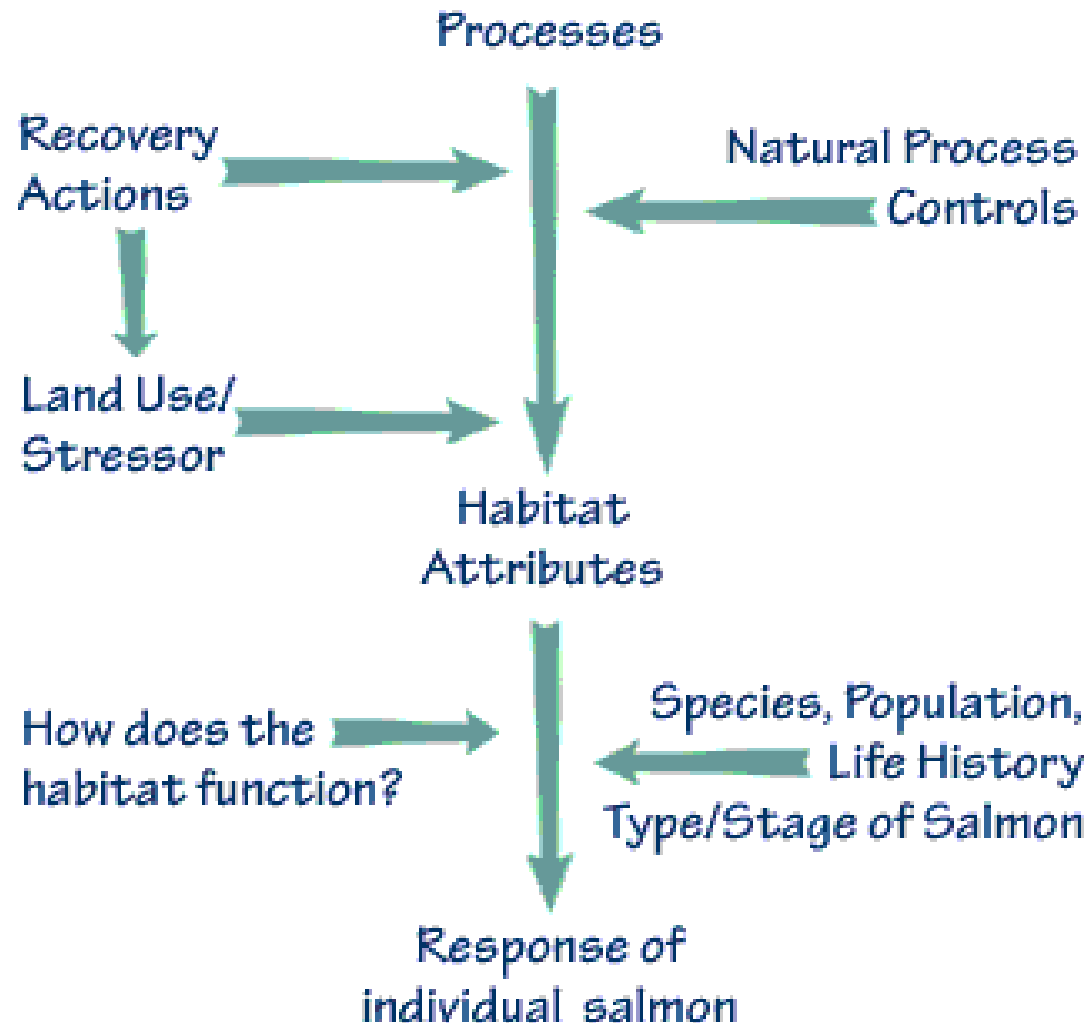 Processes
Recovery
Actions
Natural Process
Controls
Land Use/
Stressor
Habitat
Attributes
How does the
habitat function?
Species, Population,
Life History
Type/Stage of Salmon
Response of
individual salmon